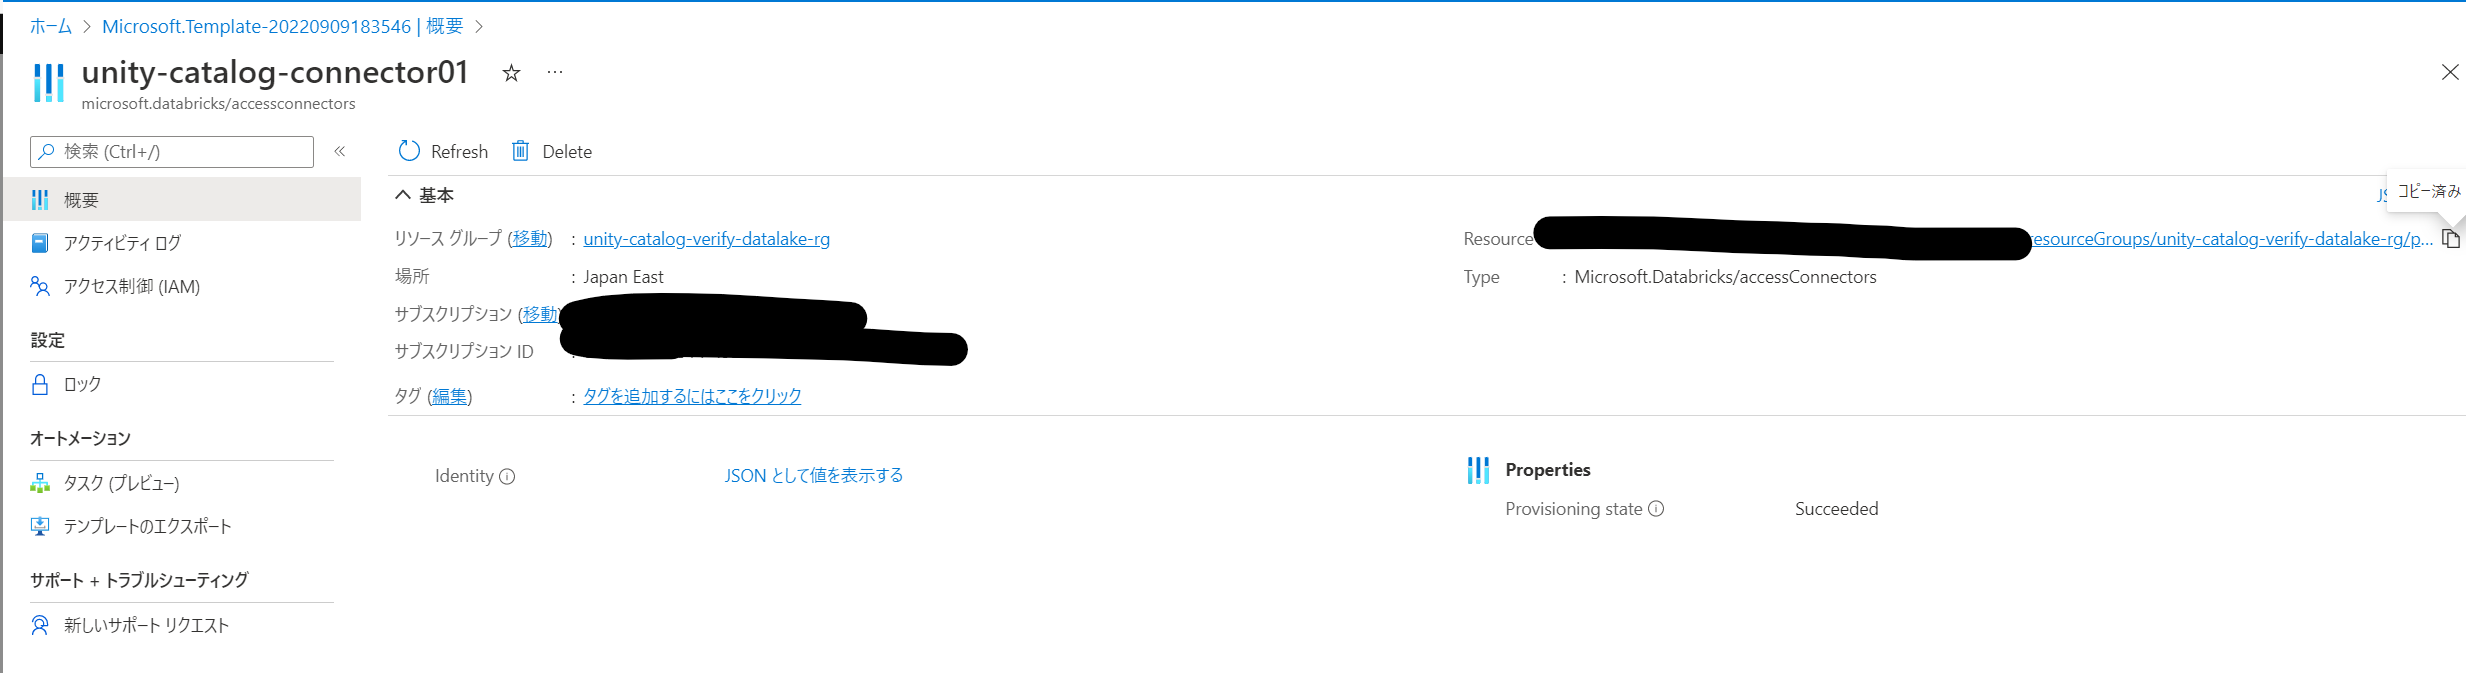 ホーム > Microsoft.Template-20220909183546 | 概要 >
unity-catalog-connector01
microsoft.databricks/accessconnectors
検索 (Ctrl+/)
概要
アクティビティ ログ
アクセス制御 (IAM)
設定
ロック
オートメーション
タスク (プレビュー)
テンプレートのエクスポート
サポート + トラブルシューティング
新しいサポート リクエスト
Refresh Delete
基本
コピー済み
リソース グループ (移動) : unity-catalog-verify-datalake-rg
場所 : Japan East
サブスクリプション (移動)
サブスクリプション ID
タグ (編集) : タグを追加するにはここをクリック
Resource resourceGroups/unity-catalog-verify-datalake-rg/p...
Type : Microsoft.Databricks/accessConnectors
Identity JSON として値を表示する
Properties
Provisioning state Succeeded